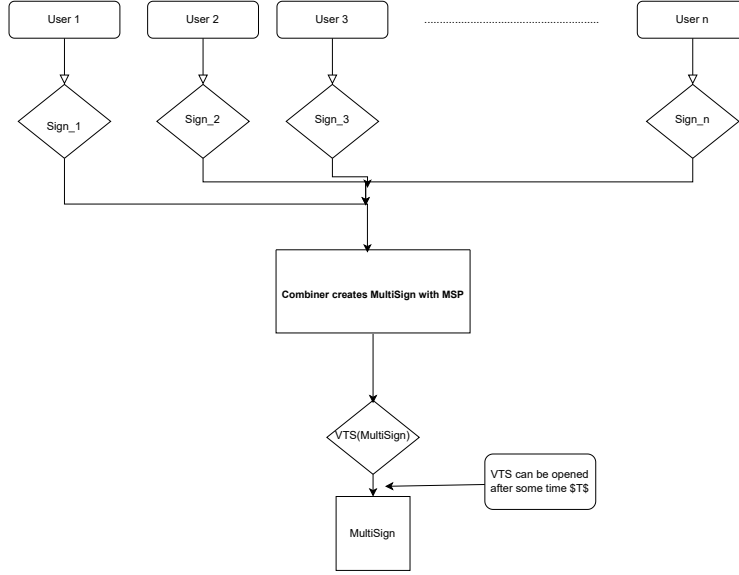 User 1
User 2
User 3
User n
Sign_1
Sign_2
Sign_3
Sign_n
Combiner creates MultiSign with MSP
VTS(MultiSign)
VTS can be opened
after some time $T$
MultiSign